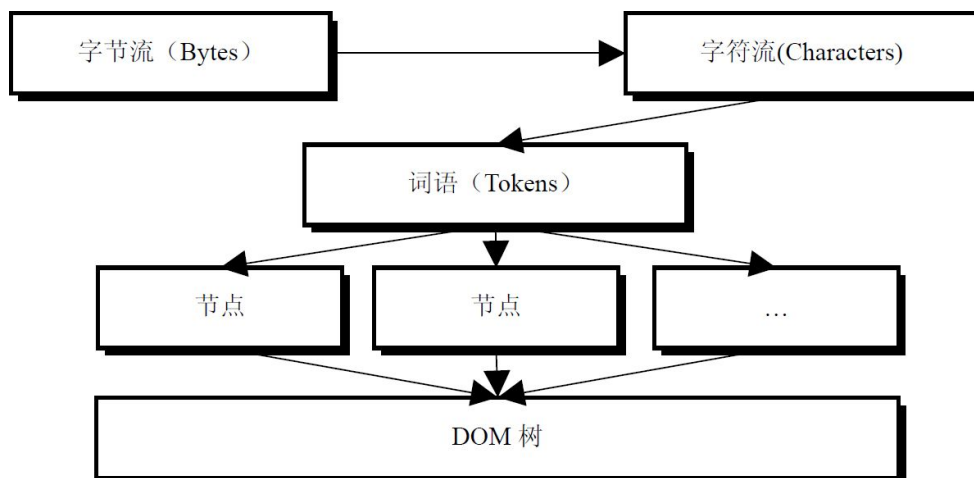 字节流（Bytes）
字符流(Characters)
词语（Tokens）
节点
节点
…
DOM 树